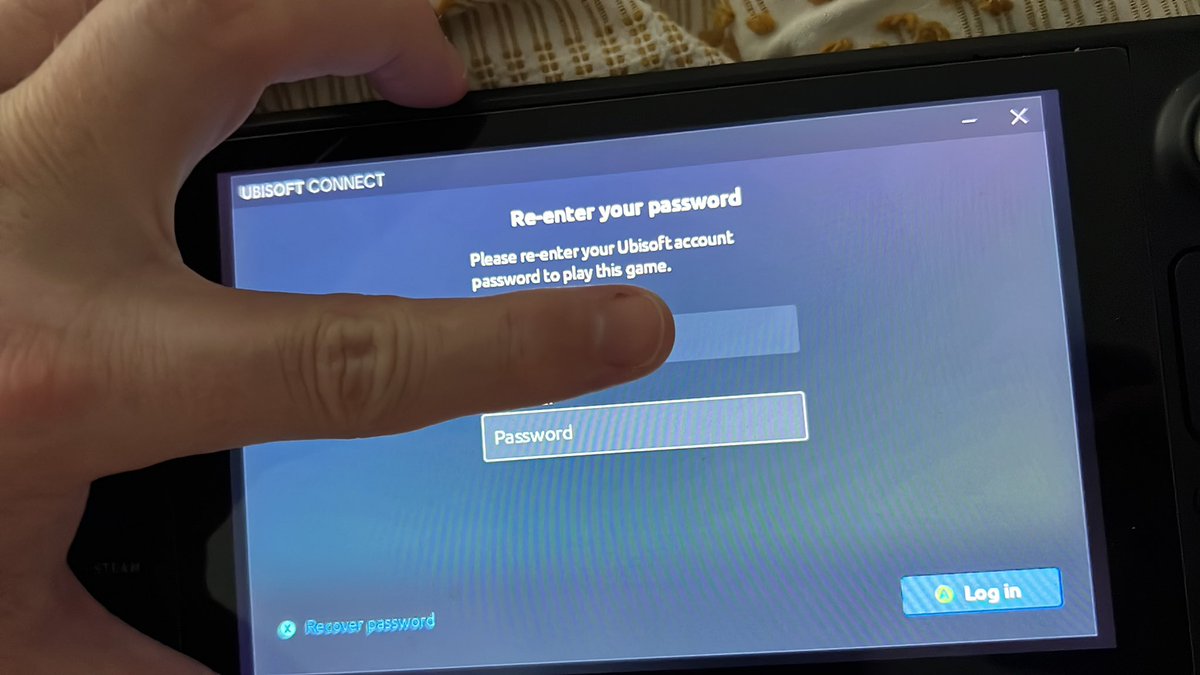 UBISOFT CONNECT
Re-enter your password
Please re-enter your Ubisoft account
password to play this game.
Password
Log in
Recover password
STEAM